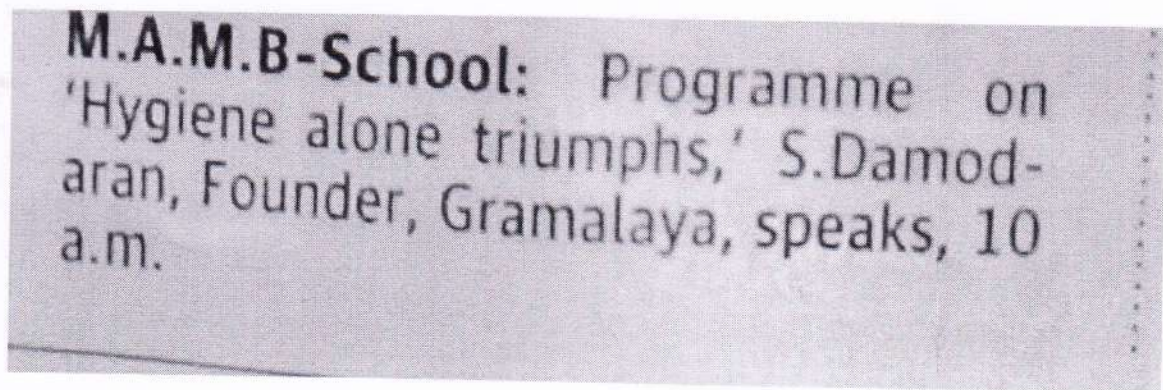 M.A.M.B-School: Programme on
'Hygiene alone triumphs,' S.Damod-
aran, Founder, Gramalaya, speaks, 10
a.m.